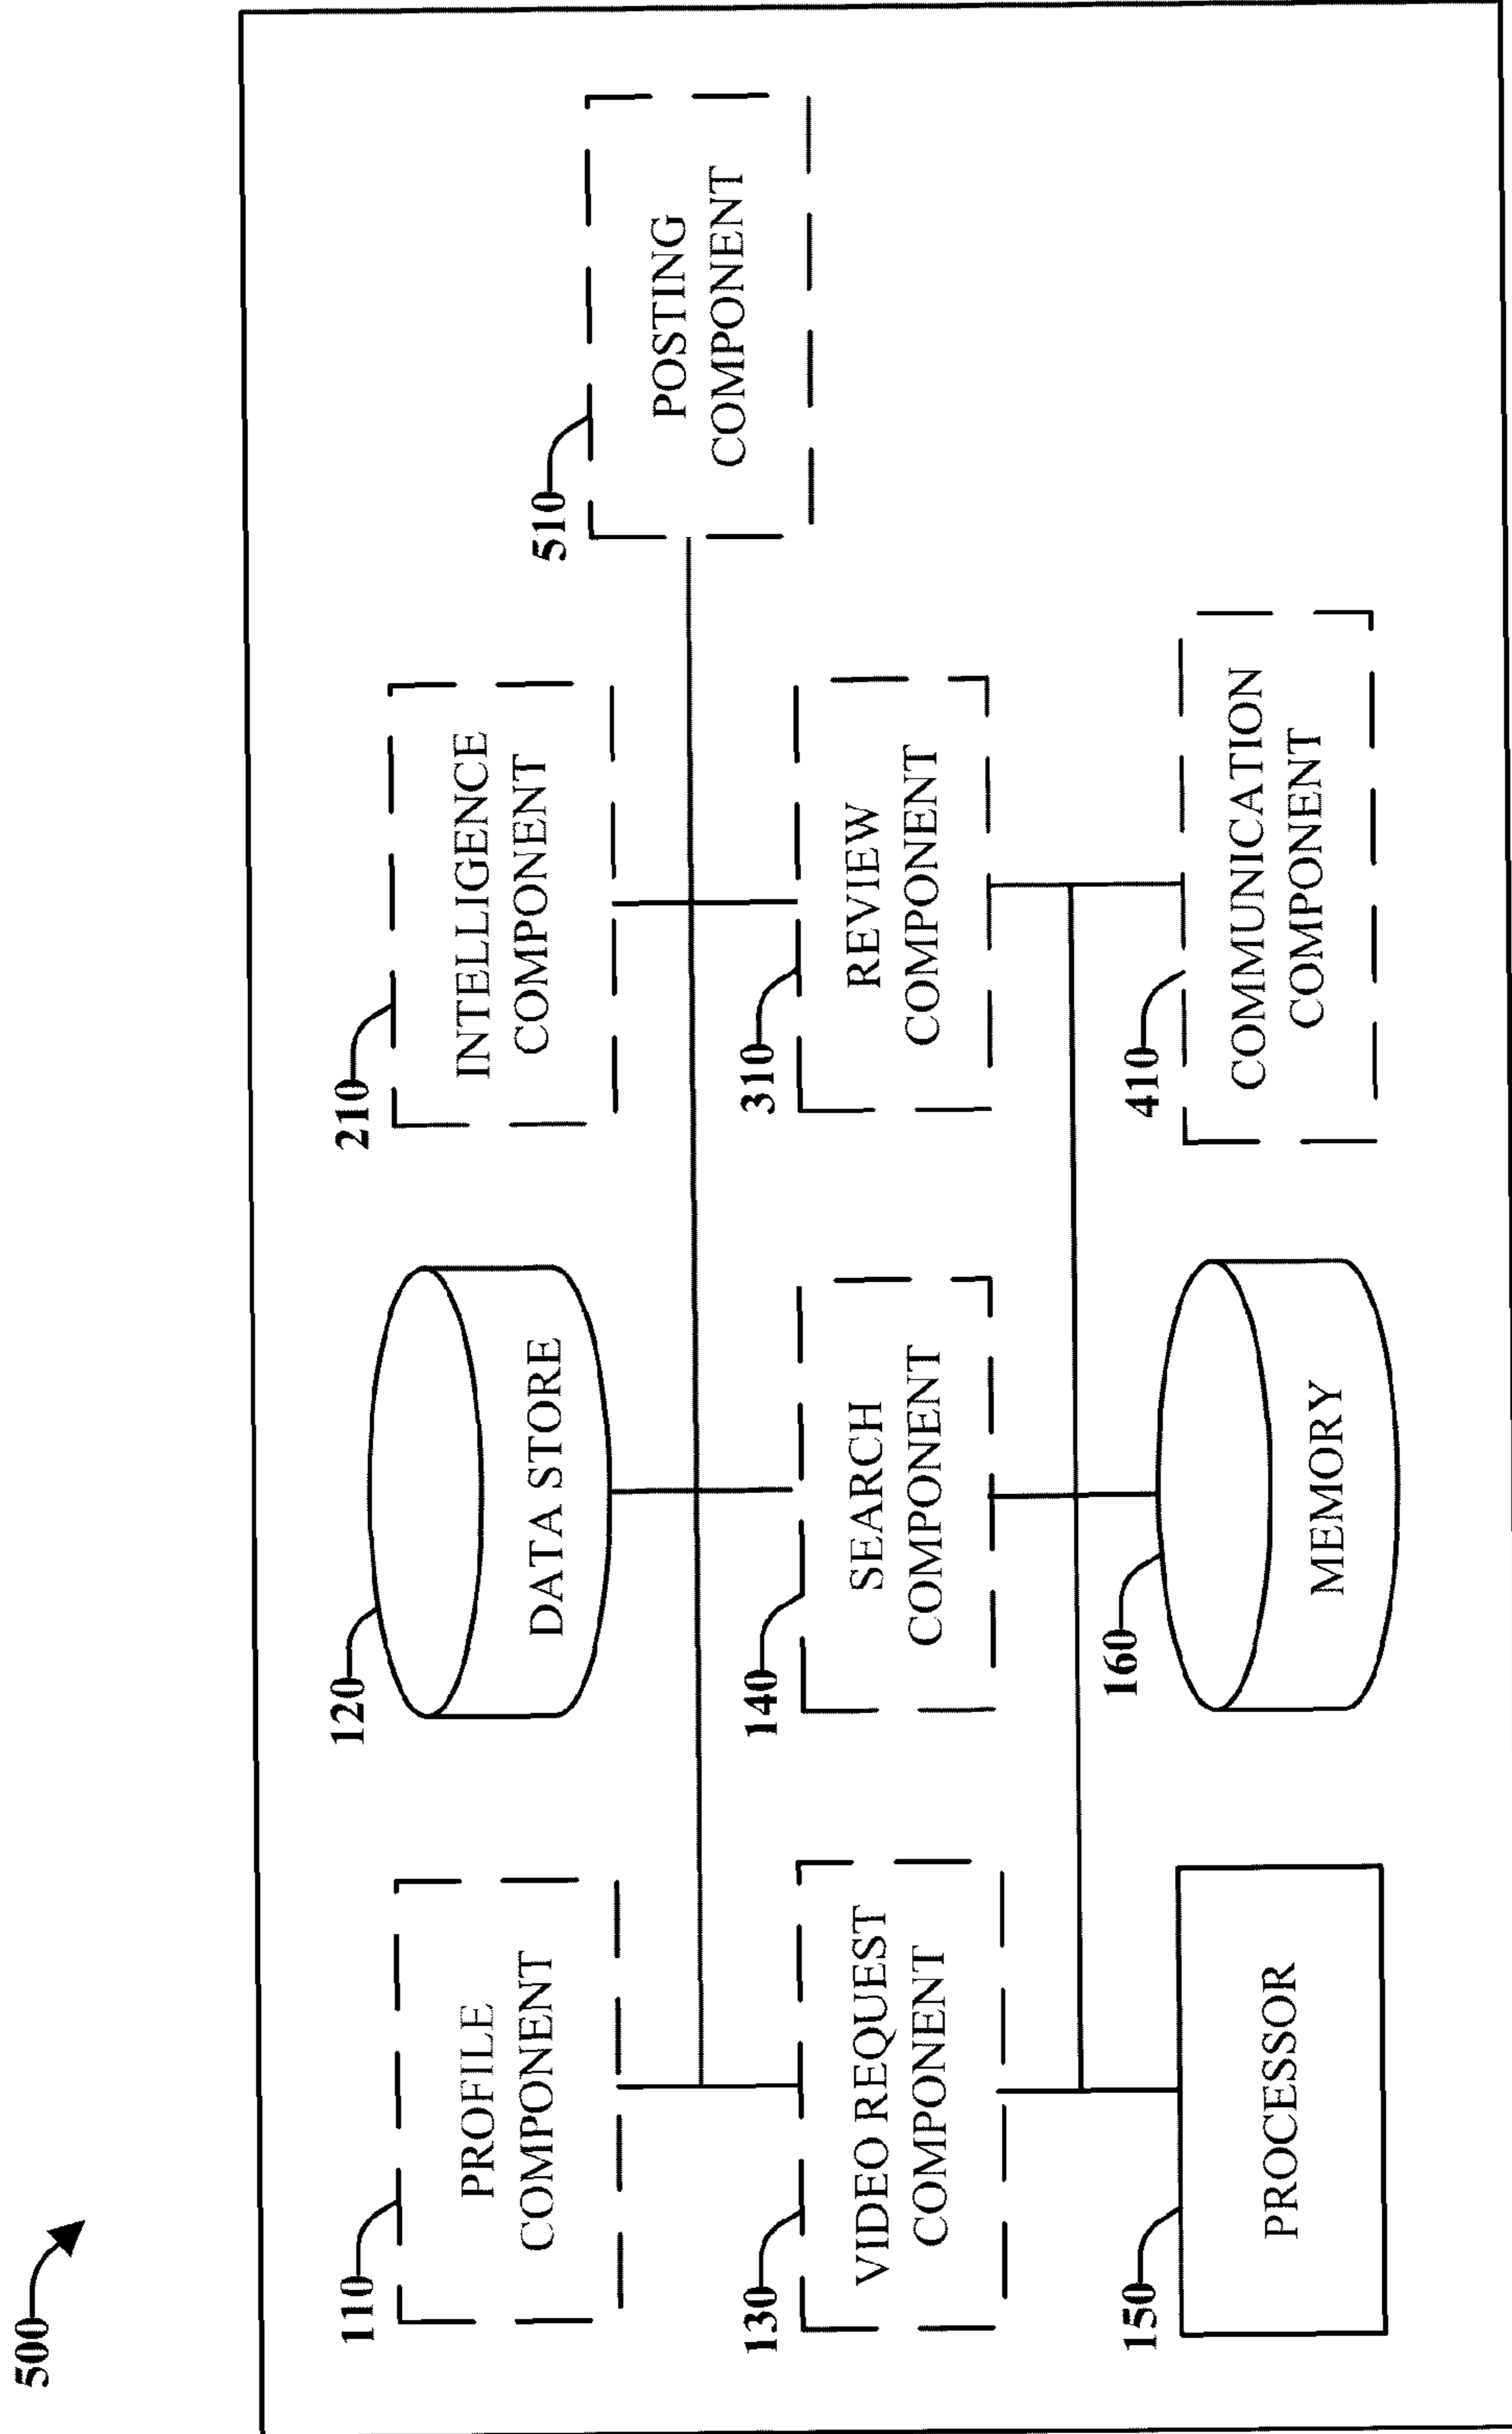 500
110
PROFILE
COMPONENT
120
DATA STORE
210
INTELLIGENCE
COMPONENT
510
POSTING
COMPONENT
130
VIDEO REQUEST
COMPONENT
140
SEARCH
COMPONENT
310
REVIEW
COMPONENT
150
PROCESSOR
160
MEMORY
410
COMMUNICATION
COMPONENT